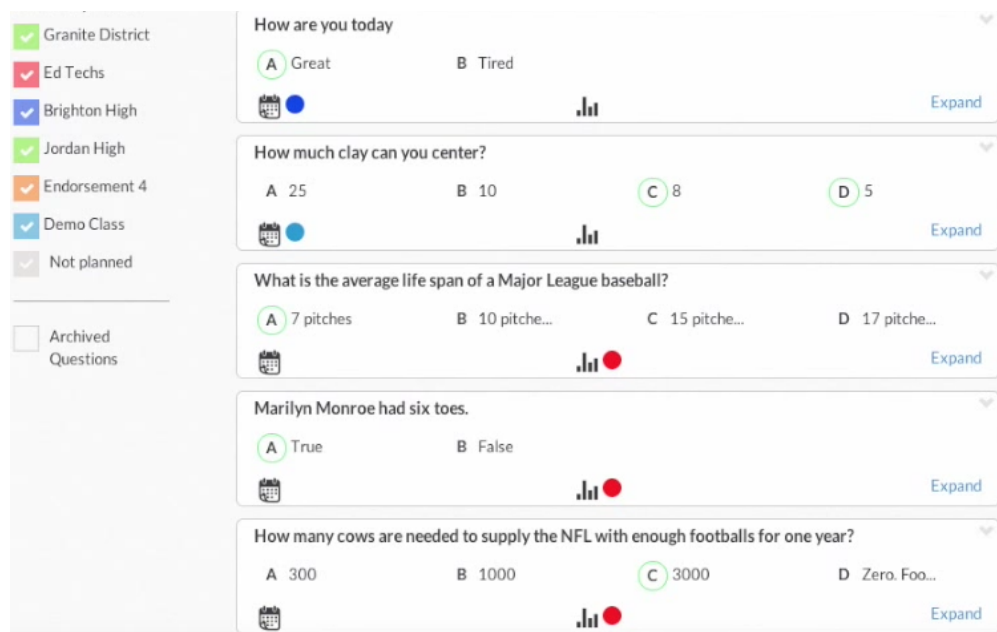 Granite District
Ed Techs
Brighton High
Jordan High
Endorsement 4
Demo Class
Not planned
Archived
Questions
How are you today
A Great B Tired
Expand
How much clay can you center?
A 25 B 10 C 8 D 5
Expand
What is the average life span of a Major League baseball?
A 7 pitches B 10 pitche... C 15 pitche... D 17 pitche...
Expand
Marilyn Monroe had six toes.
A True B False
Expand
How many cows are needed to supply the NFL with enough footballs for one year?
A 300 B 1000 C 3000 D Zero. Foo...
Expand